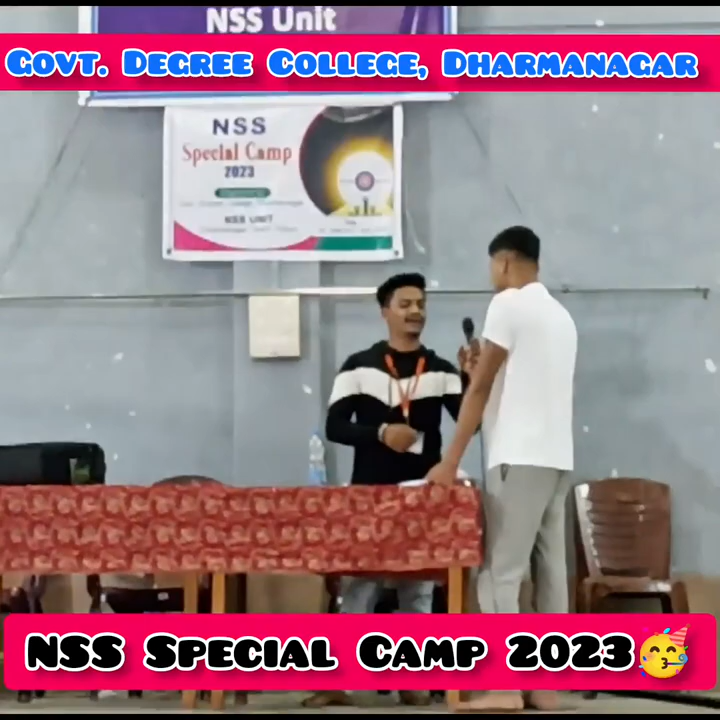 NSS Unit
GOVT. DEGREE COLLEGE, DHARMANAGAR
NSS
Special Camp
2023
NSS UNIT
NSS SPECIAL CAMP 2023🥳